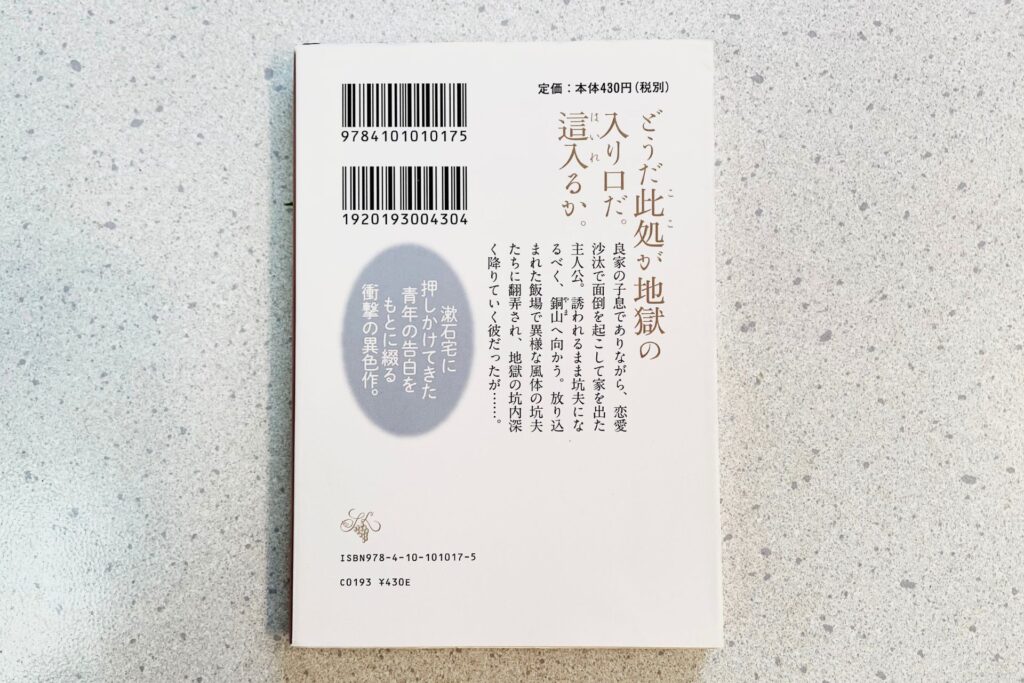 定価：本体430円(税別)
9784101010175
1920193004304
どうだ此処が地獄の
ここ
入り口だ。
這入るか。
はいれ
良家の子息でありながら、恋愛
沙汰で面倒を起こして家を出た
主人公。誘われるまま坑夫にな
るべく、銅山へ向かう。放り込
やま
まれた飯場で異様な風体の坑夫
たちに翻弄され、地獄の坑内深
く降りていく彼だったが……。
漱石宅に
押しかけてきた
青年の告白を
もとに綴る
衝撃の異色作。
ISBN978-4-10-101017-5
C0193 ¥430E